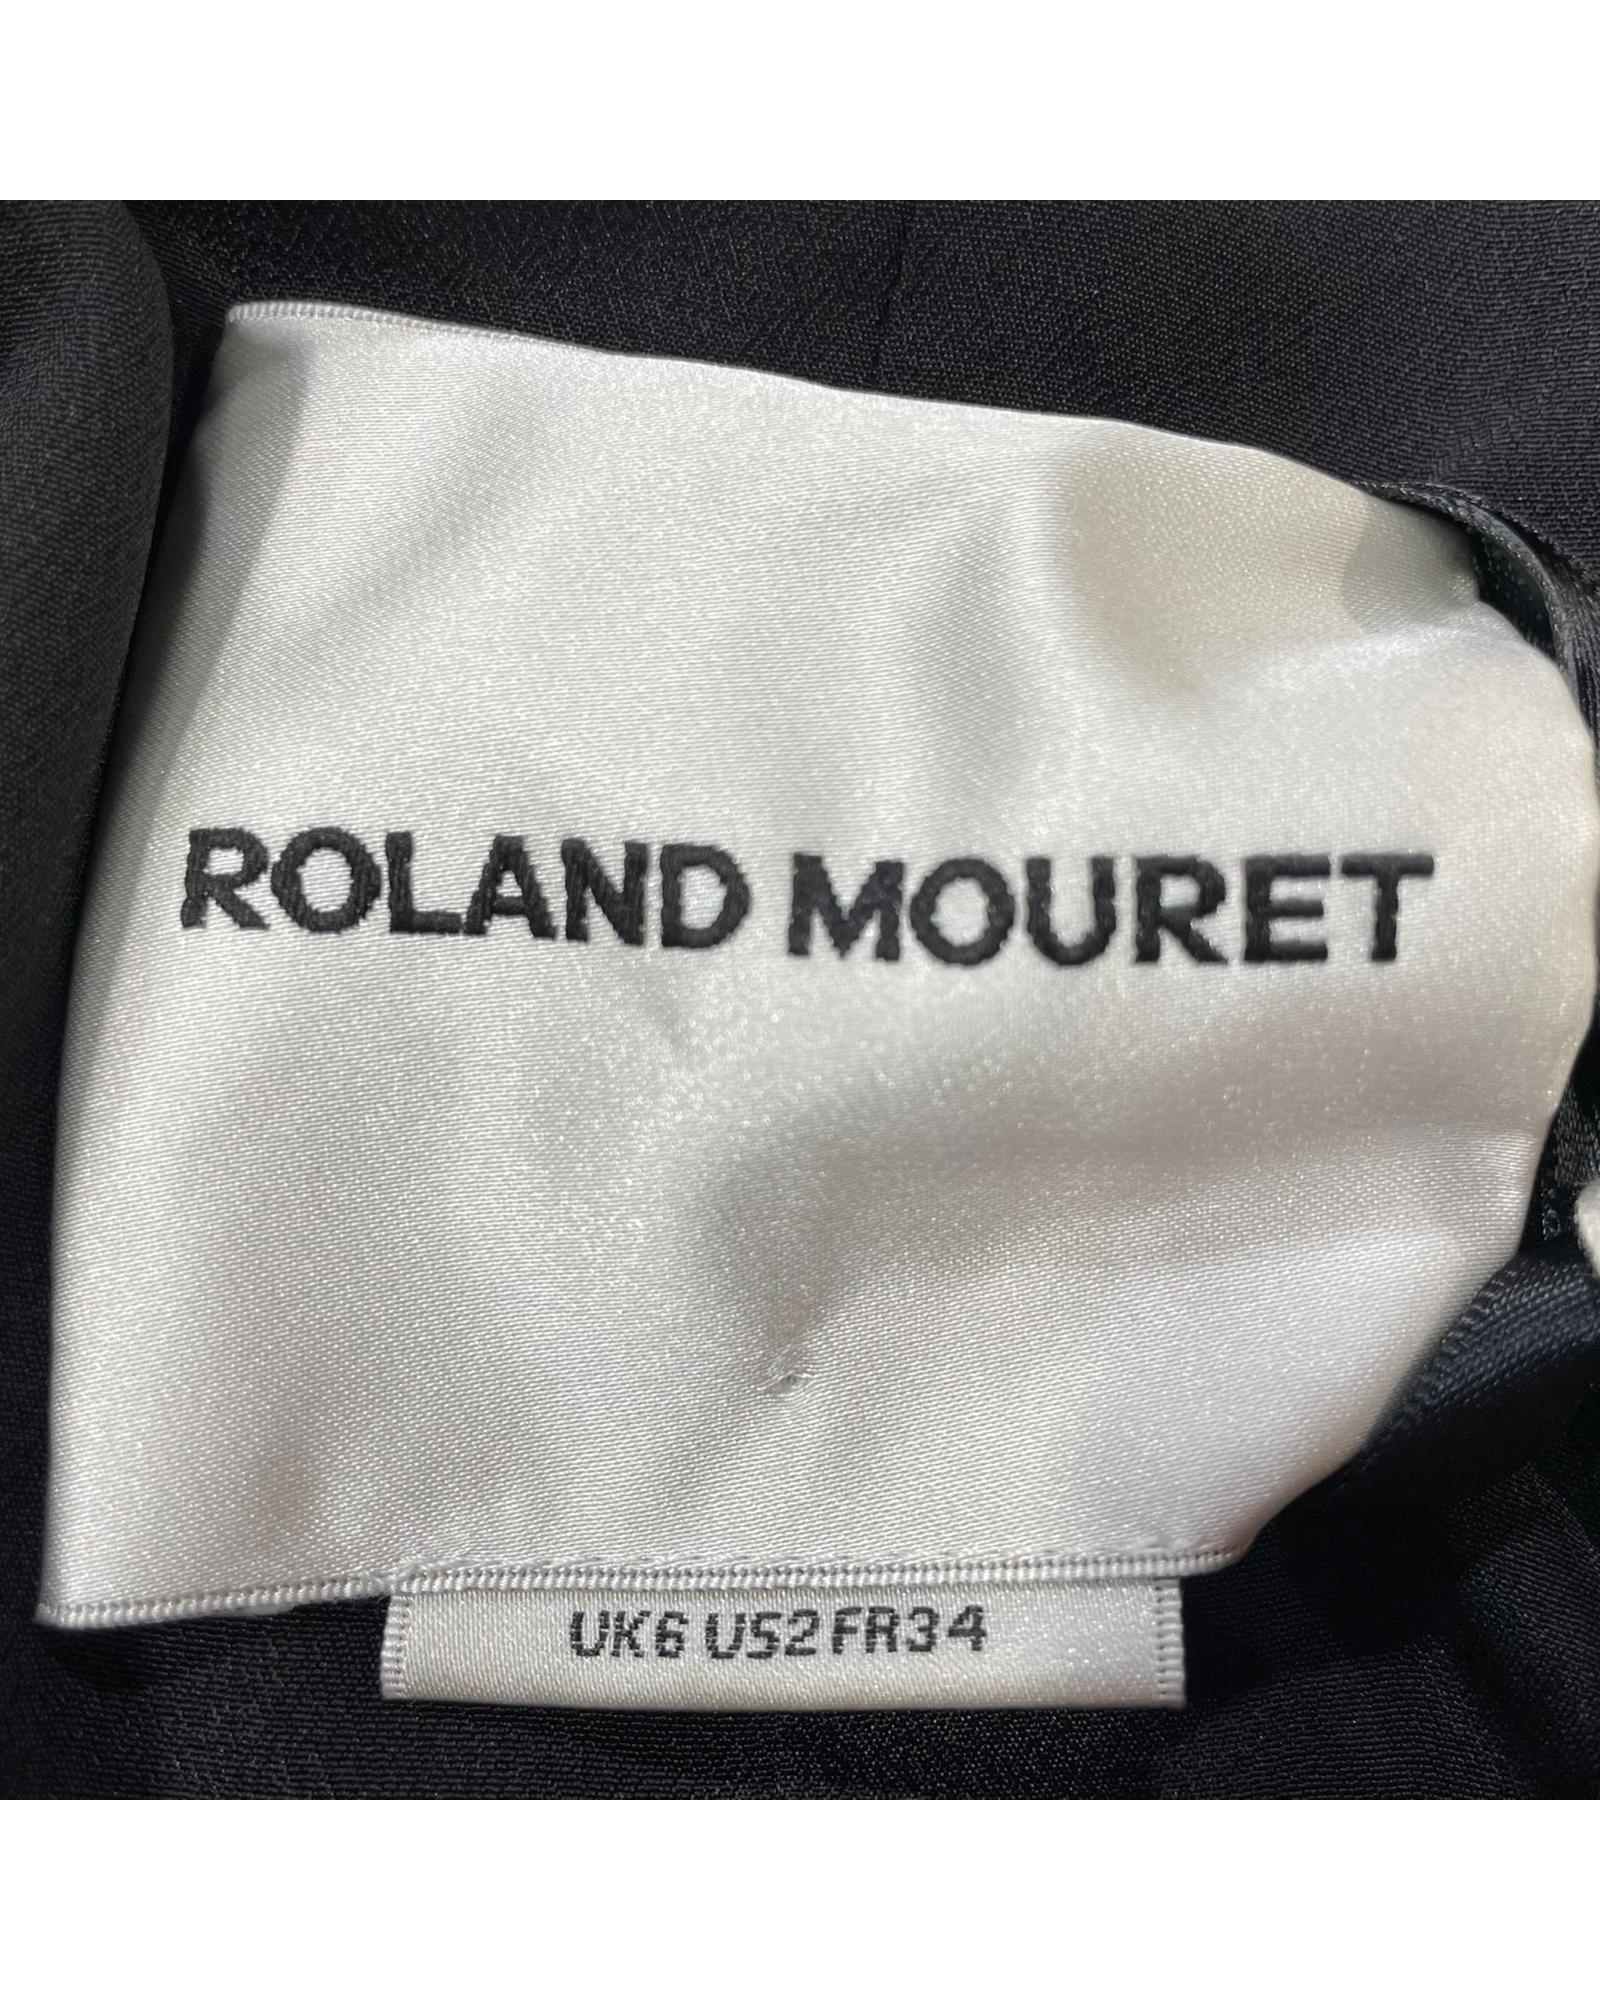 ROLAND MOURET
UK6 US2 FR34